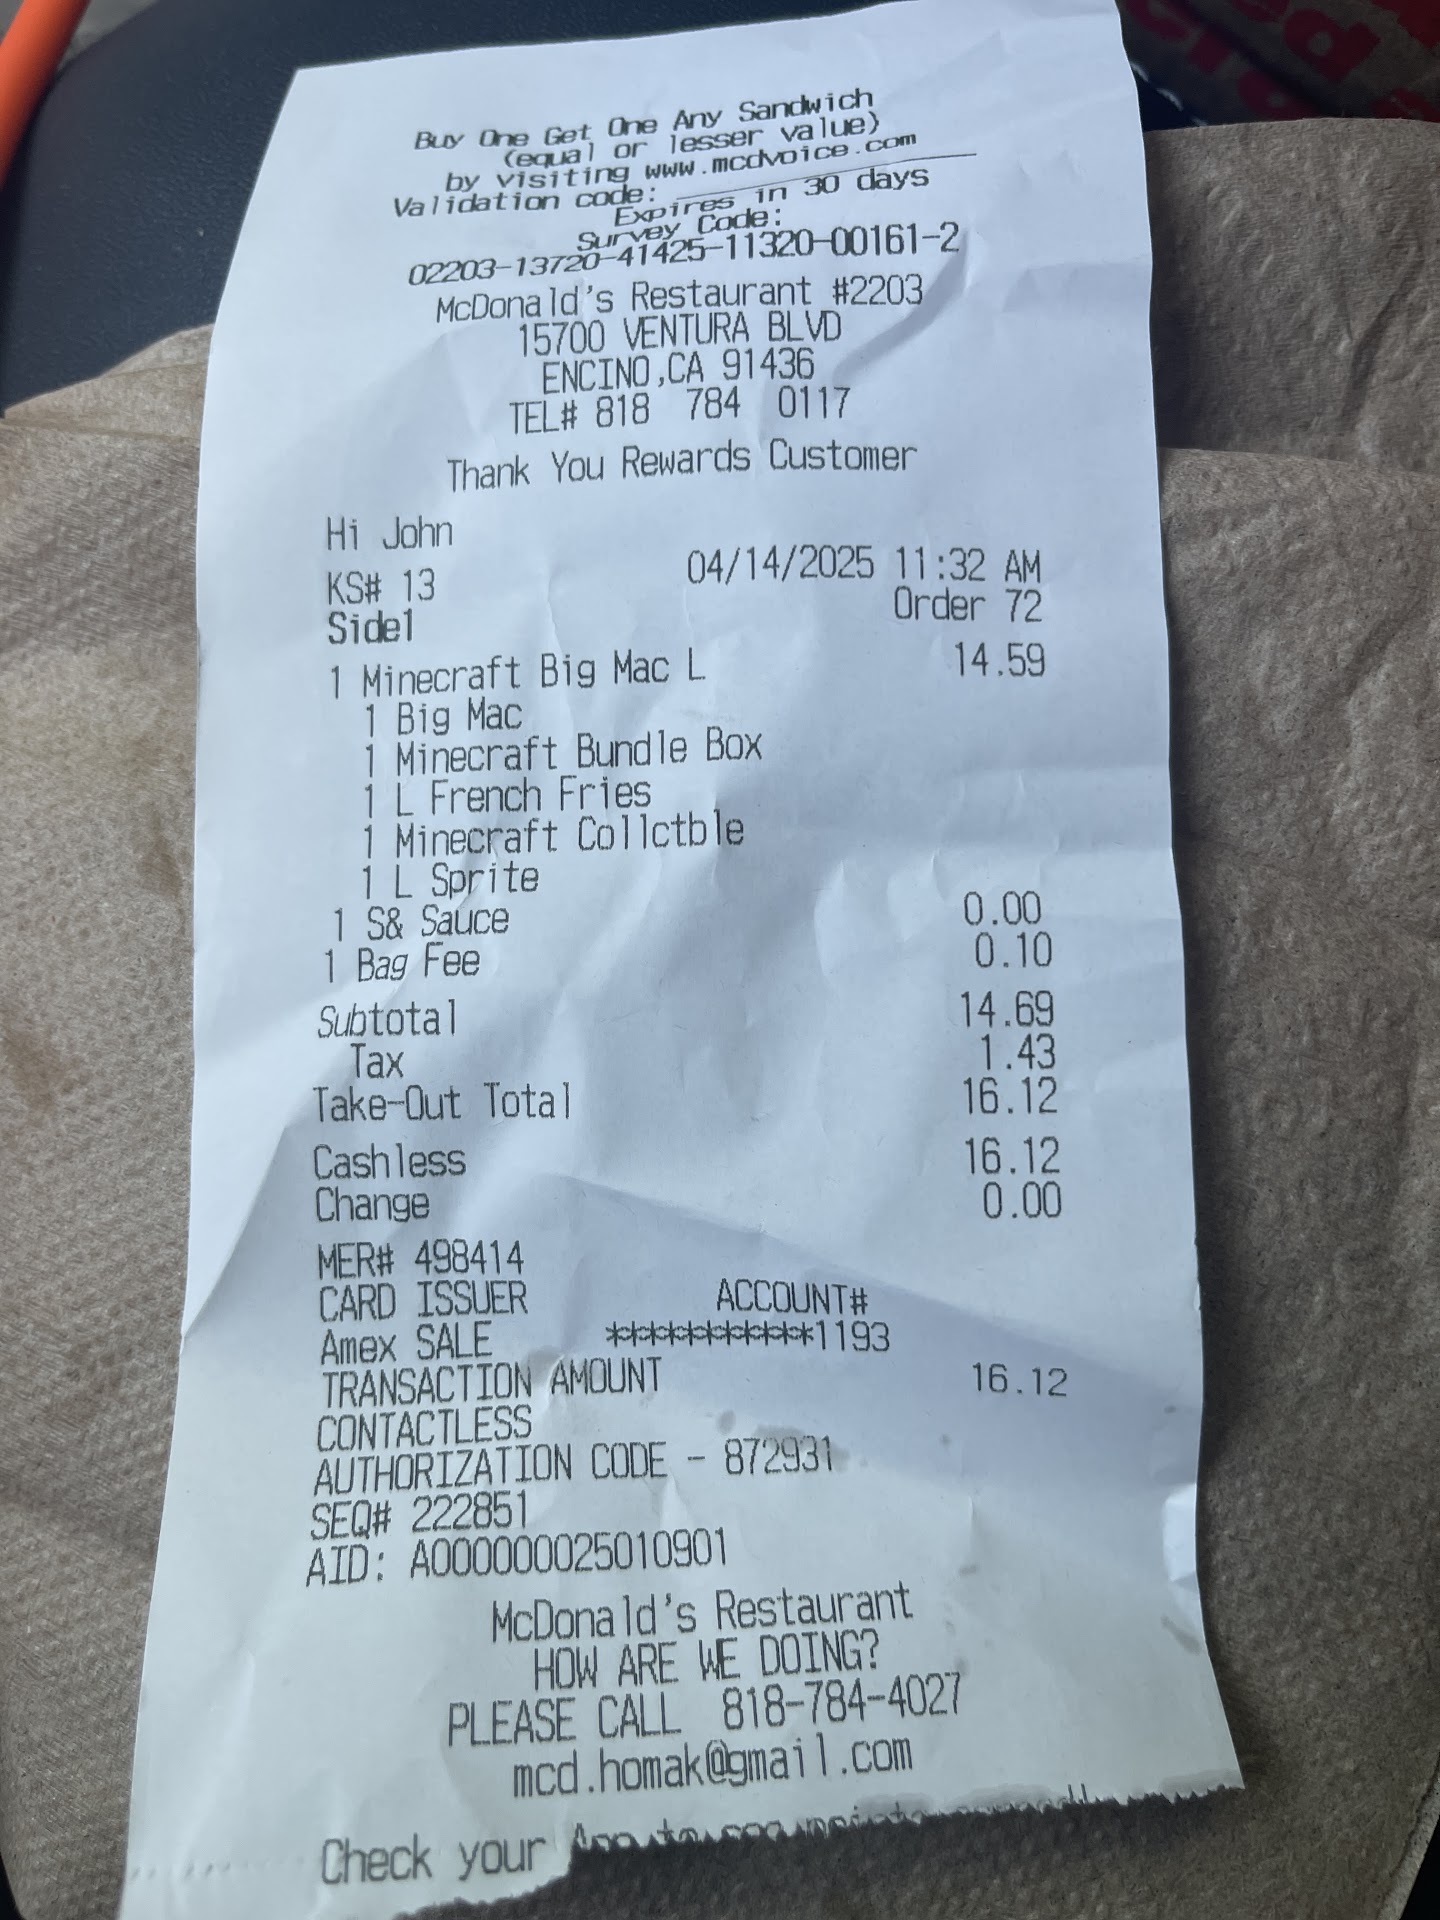 Buy One Get One Any Sandwich
(equal or lesser value)
by visiting www.mcdvoice.com
Validation code:
Expires in 30 days
Survey Code:
02203-13720-41425-11320-00161-2
McDonald's Restaurant #2203
15700 VENTURA BLVD
ENCINO,CA 91436
TEL# 818 784 0117
Thank You Rewards Customer
Hi John
KS# 13 04/14/2025 11:32 AM
Side1 Order 72
1 Minecraft Big Mac L 14.59
1 Big Mac
1 Minecraft Bundle Box
1 L French Fries
1 Minecraft Collctble
1 L Sprite
1 S& Sauce 0.00
1 Bag Fee 0.10
Subtotal 14.69
Tax 1.43
Take-Out Total 16.12
Cashless 16.12
Change 0.00
MER# 498414
CARD ISSUER ACCOUNT#
Amex SALE ***********1193
TRANSACTION AMOUNT 16.12
CONTACTLESS
AUTHORIZATION CODE - 872931
SEQ# 222851
AID: A000000025010901
McDonald's Restaurant
HOW ARE WE DOING?
PLEASE CALL 818-784-4027
mcd.homak@gmail.com
Check your App to see points